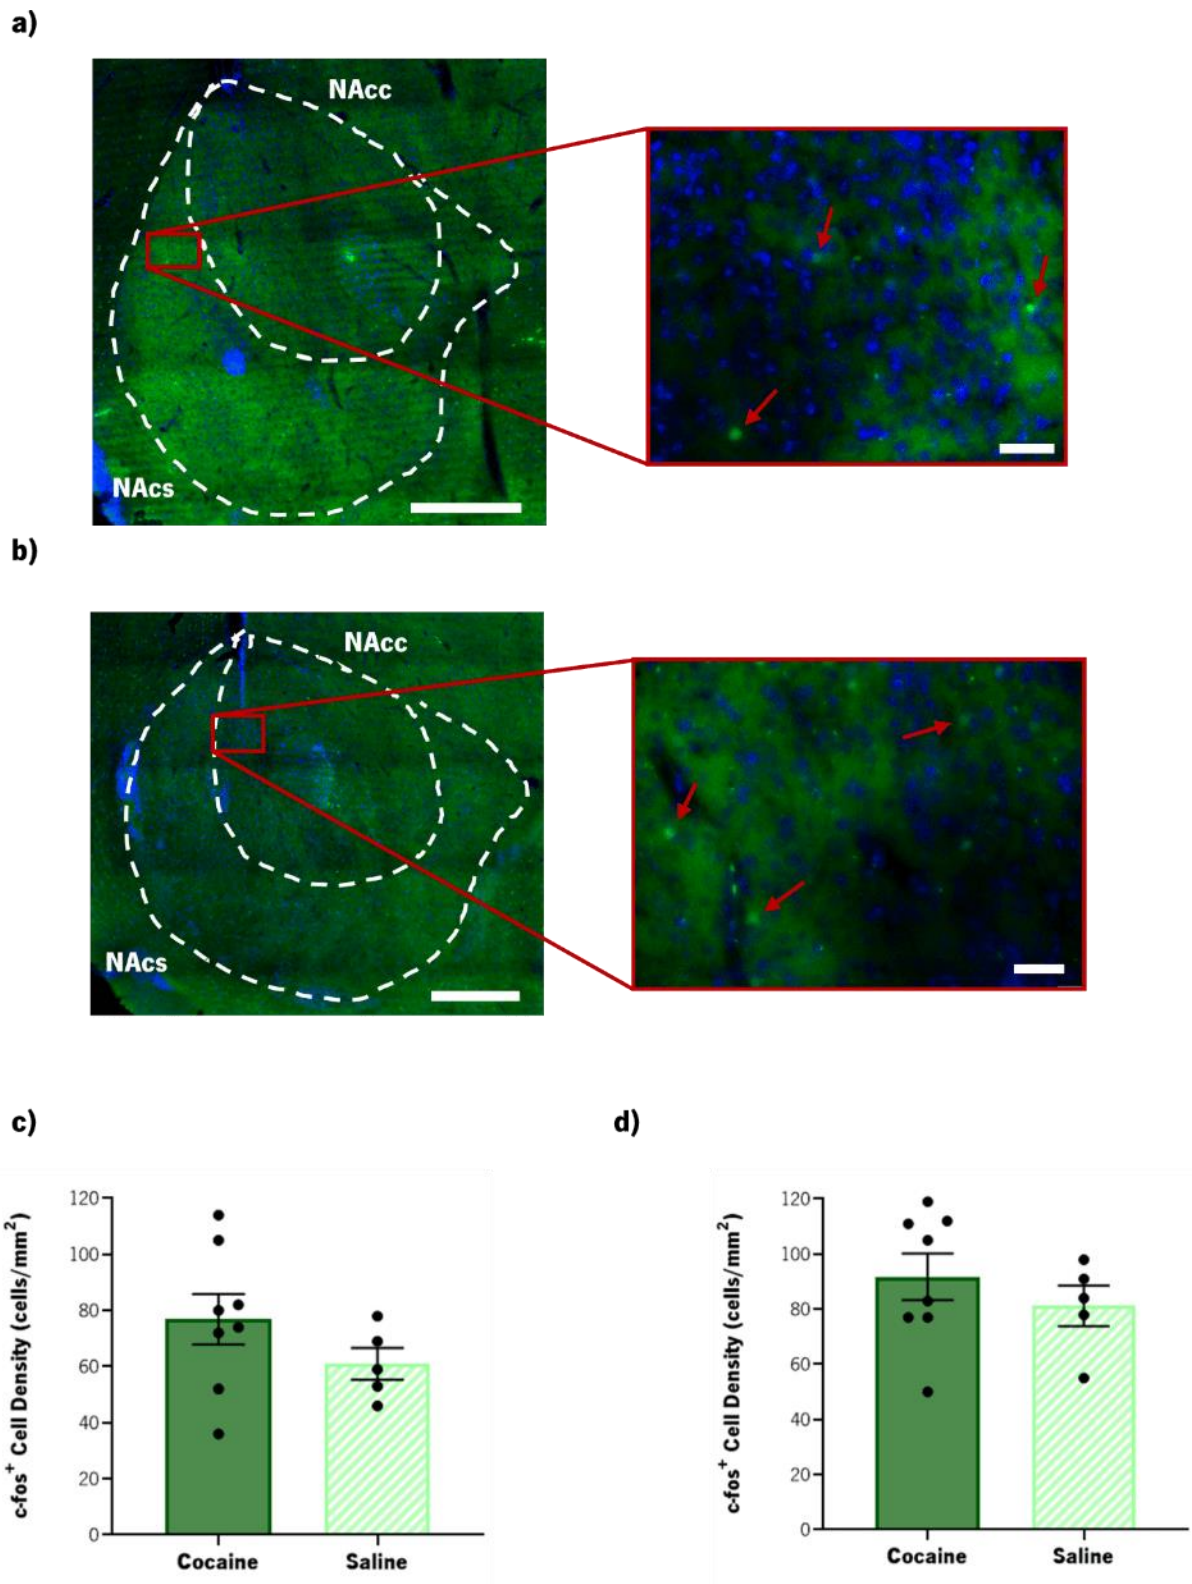 a)
NAcc
NAcs
b)
NAcc
NAcs
c)
d)
c-fos+ Cell Density (cells/mm2)
120
100
80
60
40
20
0
Cocaine
Saline
c-fos+ Cell Density (cells/mm2)
120
100
80
60
40
20
0
Cocaine
Saline